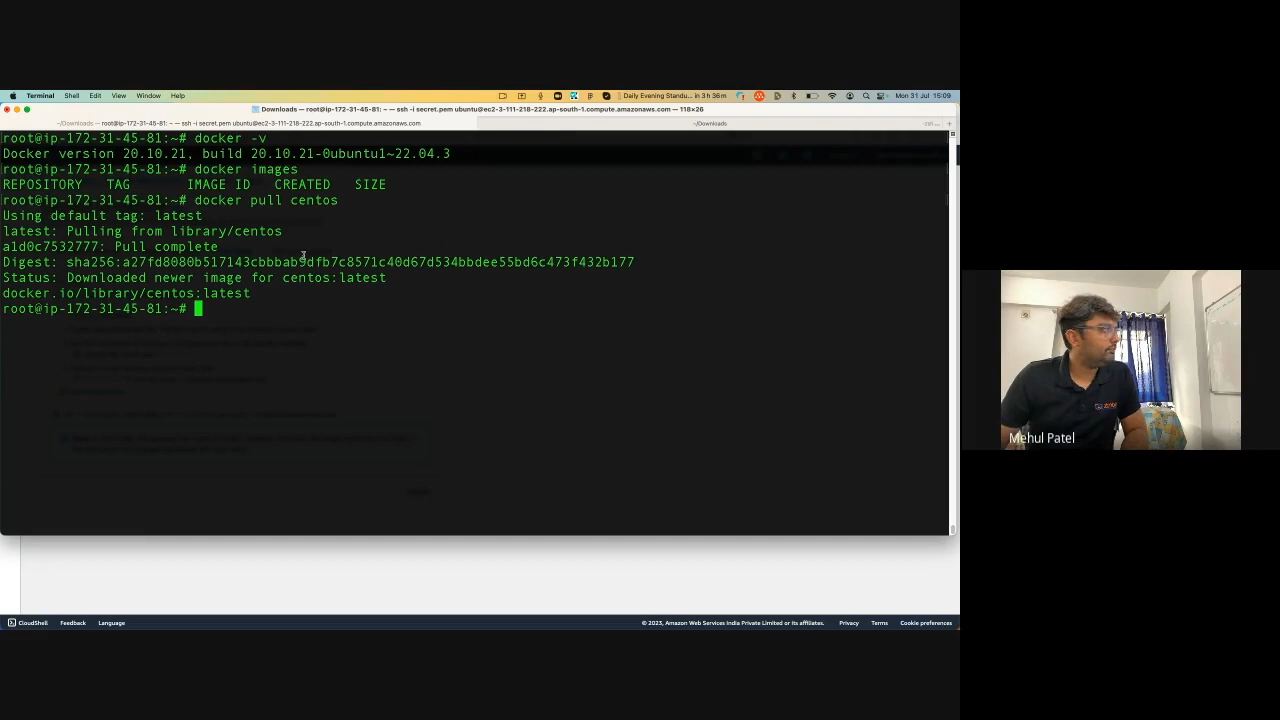 Terminal Shell Edit View Window Help
Daily Evening Standu... in 3 h 36 m
Mon 31 Jul 15:09
Downloads — root@ip-172-31-45-81: ~ — ssh -i secret.pem ubuntu@ec2-3-111-218-222.ap-south-1.compute.amazonaws.com — 118×26
~/Downloads — root@ip-172-31-45-81: ~ — ssh -i secret.pem ubuntu@ec2-3-111-218-222.ap-south-1.compute.amazonaws.com
~/Downloads
root@ip-172-31-45-81:~# docker -v
Docker version 20.10.21, build 20.10.21-0ubuntu1~22.04.3
root@ip-172-31-45-81:~# docker images
REPOSITORY TAG IMAGE ID CREATED SIZE
root@ip-172-31-45-81:~# docker pull centos
Using default tag: latest
latest: Pulling from library/centos
a1d0c7532777: Pull complete
Digest: sha256:a27fd8080b517143cbbbab9dfb7c8571c40d67d534bbdee55bd6c473f432b177
Status: Downloaded newer image for centos:latest
docker.io/library/centos:latest
root@ip-172-31-45-81:~#
Mehul Patel
CloudShell Feedback Language
© 2023, Amazon Web Services India Private Limited or its affiliates. Privacy Terms Cookie preferences